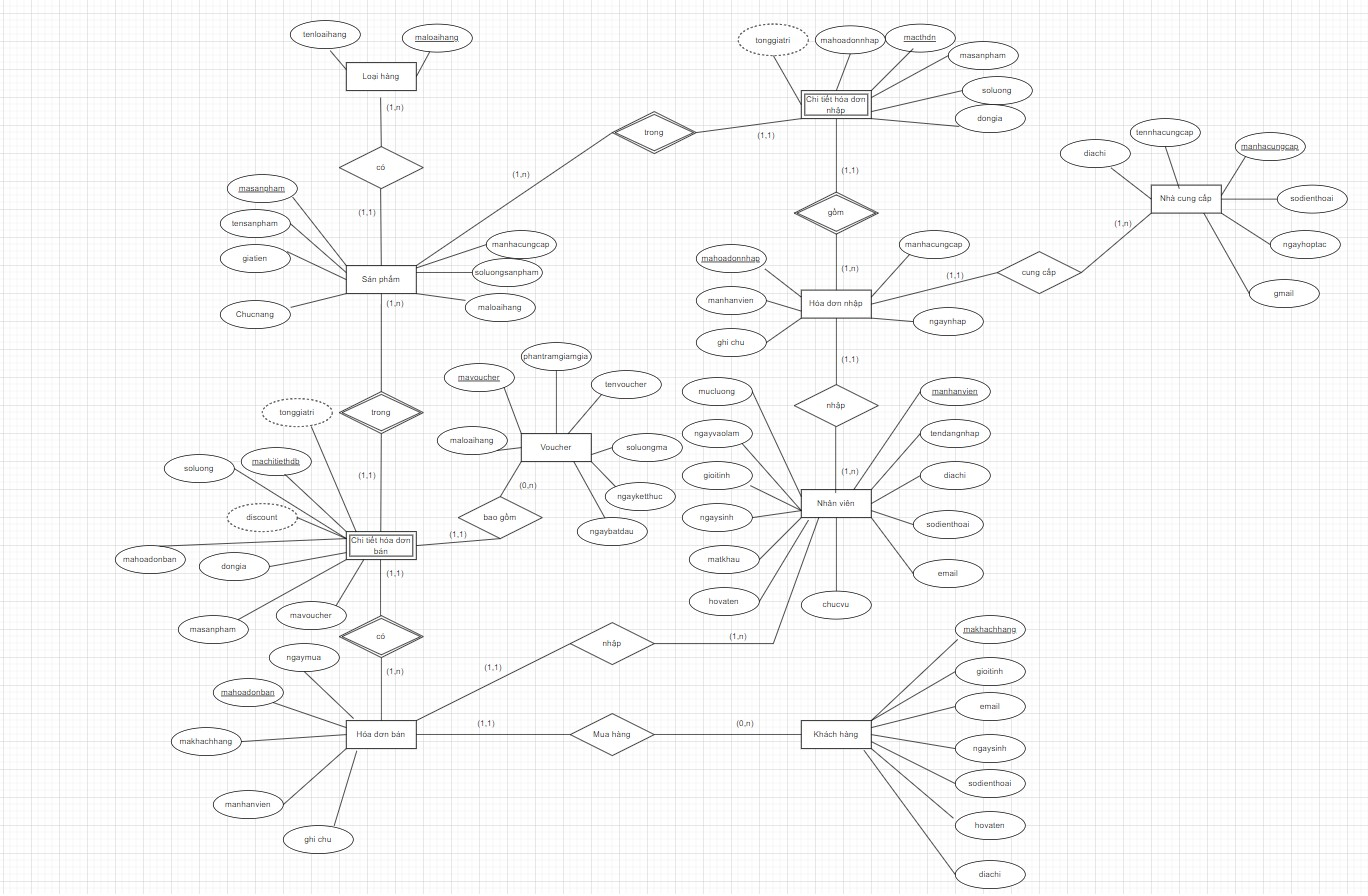 tenloaihang
maloaihang
Loại hàng
(1,n)
có
(1,1)
masanpham
tensanpham
giatien
Chucnang
Sản phẩm
manhacungcap
soluongsanpham
maloaihang
(1,n)
trong
(1,n)
(1,1)
tonggiatri
mahoadonnhap
macthdn
masanpham
soluong
dongia
Chi tiết hóa đơn
nhập
(1,1)
gồm
(1,n)
mahoadonnhap
manhanvien
ghi chu
Hóa đơn nhập
manhacungcap
ngaynhap
(1,1)
cung cấp
(1,n)
diachi
tennhacungcap
manhacungcap
Nhà cung cấp
sodienthoai
ngayhoptac
gmail
(1,1)
nhập
(1,n)
mucluong
ngayvaolam
gioitinh
ngaysinh
matkhau
hovaten
Nhân viên
manhanvien
tendangnhap
diachi
sodienthoai
email
chucvu
phantramgiamgia
mavoucher
tenvoucher
maloaihang
Voucher
soluongma
ngayketthuc
ngaybatdau
(0,n)
bao gồm
(1,1)
trong
(1,1)
tonggiatri
machitiethdb
soluong
discount
mahoadonban
dongia
masanpham
mavoucher
Chi tiết hóa đơn
bán
(1,1)
có
(1,n)
ngaymua
mahoadonban
makhachhang
manhanvien
ghi chu
Hóa đơn bán
(1,1)
nhập
(1,n)
(1,1)
Mua hàng
(0,n)
Khách hàng
makhachhang
gioitinh
email
ngaysinh
sodienthoai
hovaten
diachi